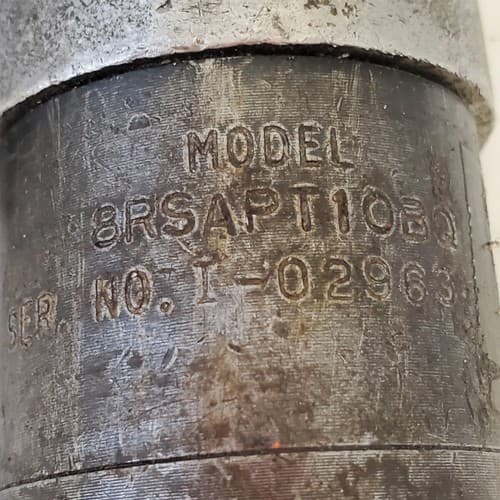 MODEL
8RSAPT10BQ
SER. NO. I-02963